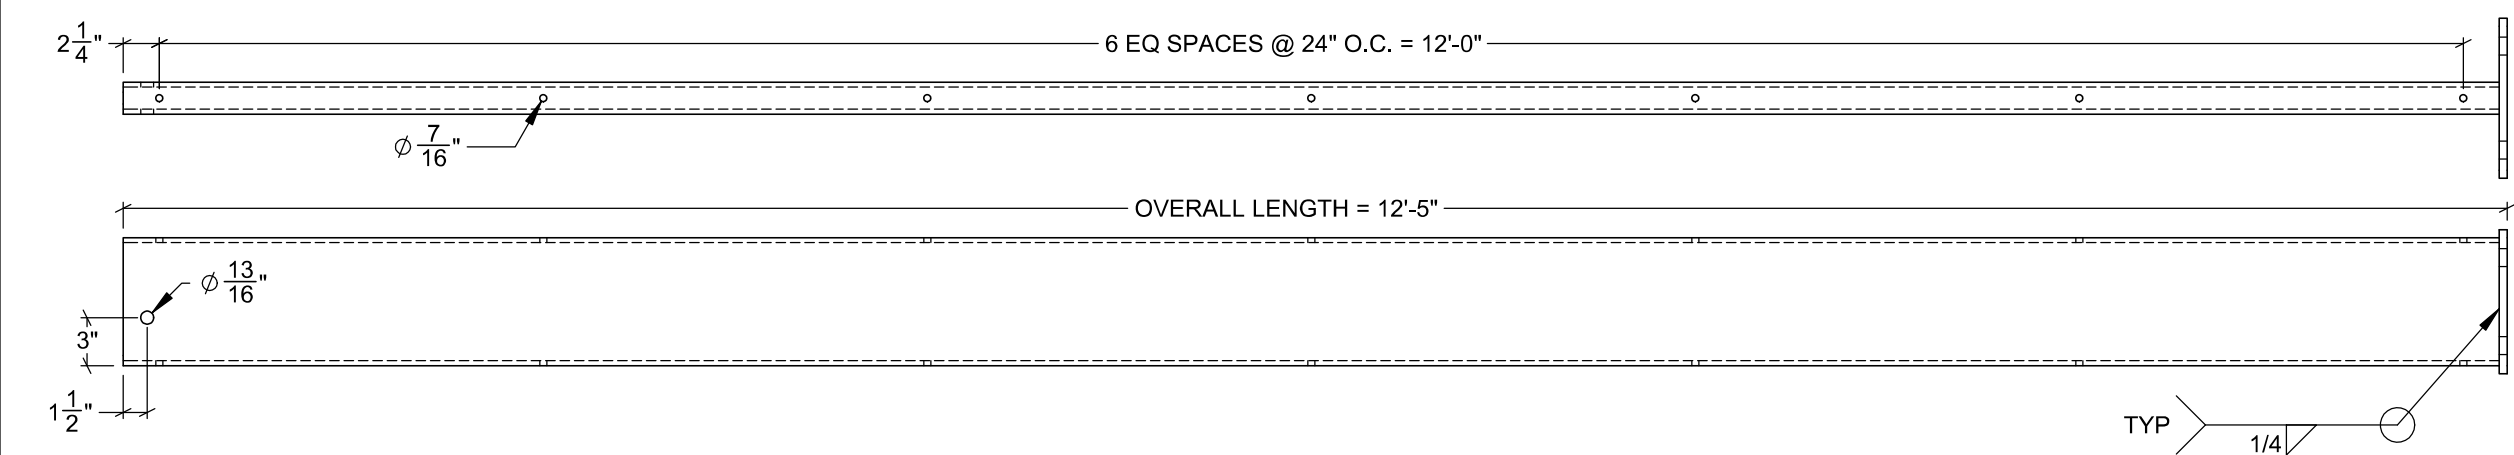 2 1/4"
6 EQ SPACES @ 24" O.C. = 12'-0"
⌀ 7/16"
OVERALL LENGTH = 12'-5"
⌀ 13/16"
3"
1 1/2"
TYP
1/4